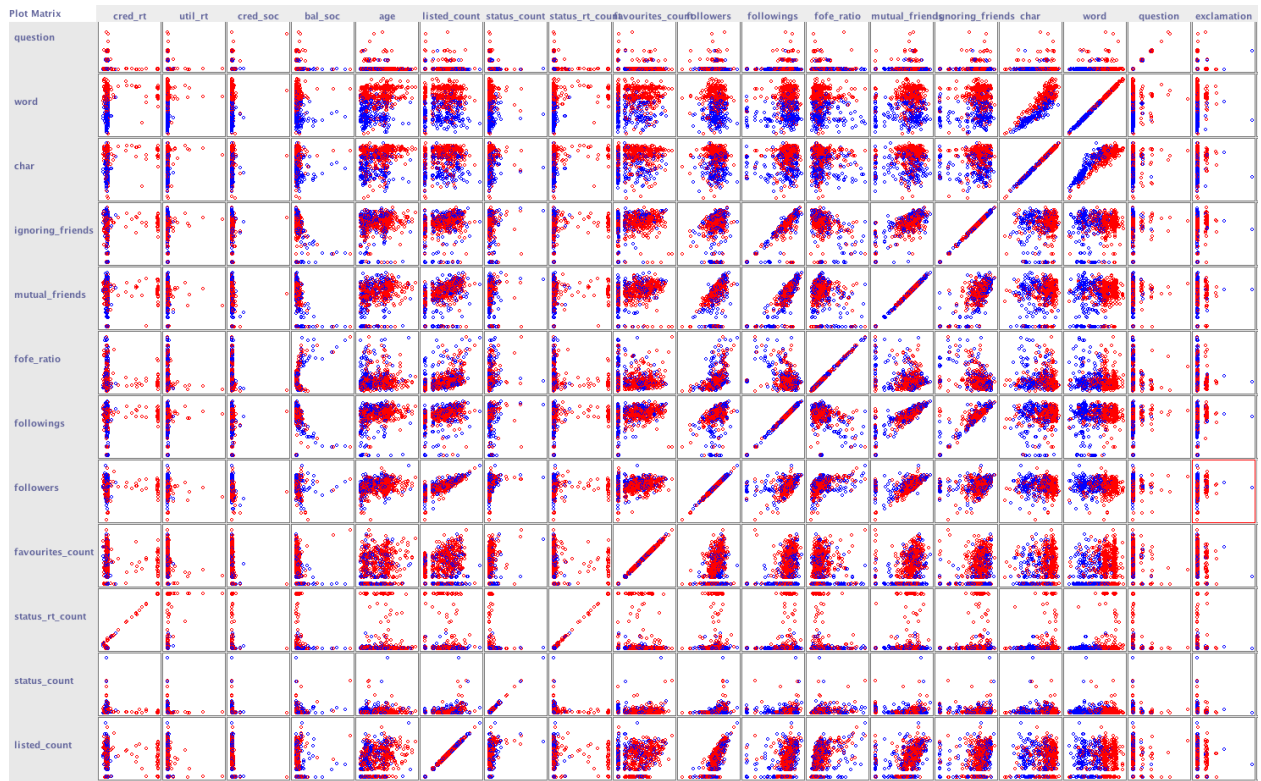 Plot Matrix cred_rt util_rt cred_soc bal_soc age listed_count status_count status_rt_count favourites_count followers followings fofe_ratio mutual_friends ignoring_friends char word question exclamation
question
word
char
ignoring_friends
mutual_friends
fofe_ratio
followings
followers
favourites_count
status_rt_count
status_count
listed_count